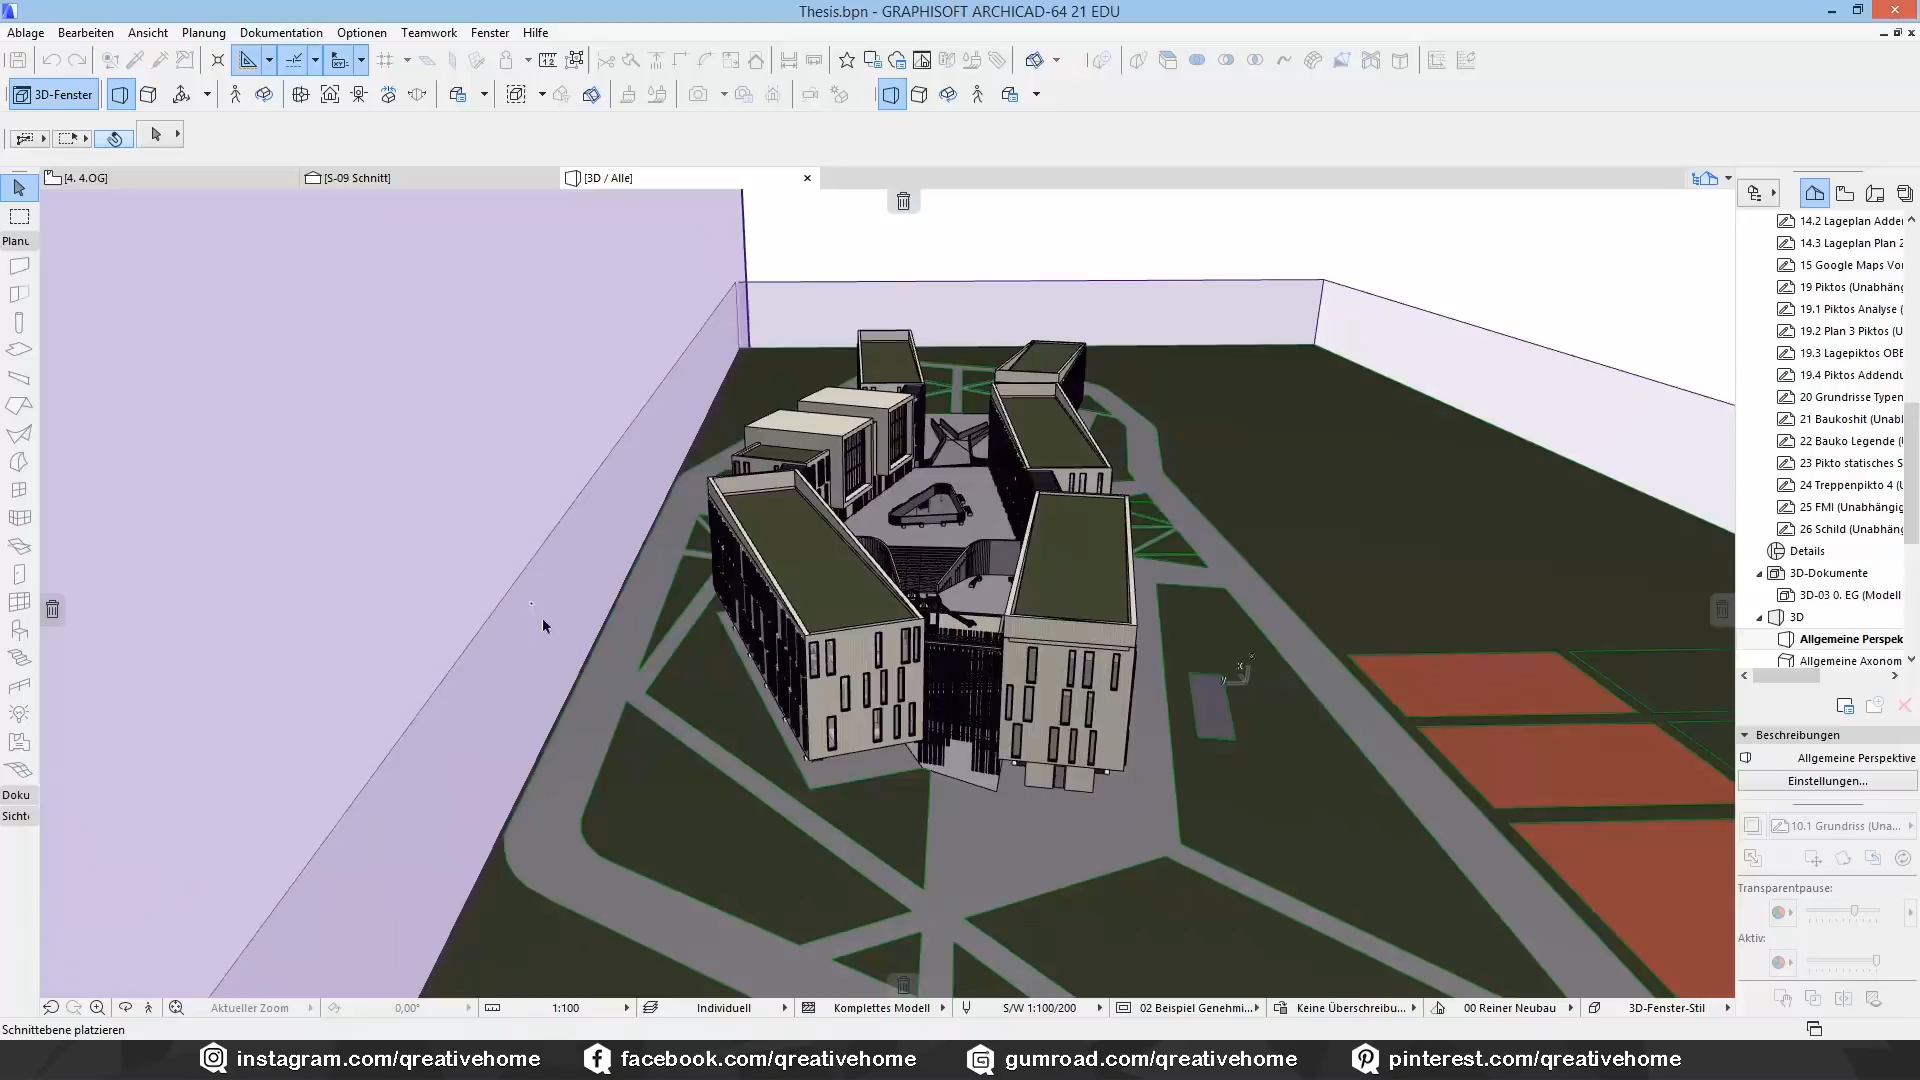 Thesis.bpn - GRAPHISOFT ARCHICAD-64 21 EDU
Ablage Bearbeiten Ansicht Planung Dokumentation Optionen Teamwork Fenster Hilfe
3D-Fenster
[4. 4.OG] [S-09 Schnitt] [3D / Alle]
Planu
Doku
Sicht
14.2 Lageplan Adder
14.3 Lageplan Plan 2
15 Google Maps Vo
19 Piktos (Unabhäng
19.1 Piktos Analyse (
19.2 Plan 3 Piktos (U
19.3 Lagepiktos OBE
19.4 Piktos Addendu
20 Grundrisse Typen
21 Baukoshit (Unabl
22 Bauko Legende (U
23 Pikto statisches S
24 Treppenpikto 4 (U
25 FMI (Unabhängig
26 Schild (Unabhäng
Details
3D-Dokumente
3D-03 0. EG (Modell
3D
Allgemeine Perspek
Allgemeine Axonom
Beschreibungen
Allgemeine Perspektive
Einstellungen...
10.1 Grundriss (Una...
Transparentpause:
Aktiv:
x
y
Aktueller Zoom 0,00° 1:100 Individuell Komplettes Modell S/W 1:100/200 02 Beispiel Genehmi... Keine Überschreibu... 00 Reiner Neubau 3D-Fenster-Stil
Schnittebene platzieren
instagram.com/qreativehome facebook.com/qreativehome gumroad.com/qreativehome pinterest.com/qreativehome